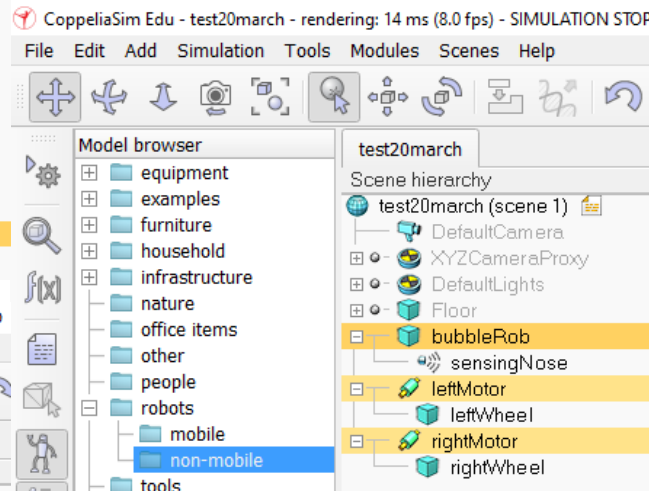 CoppeliaSim Edu - test20march - rendering: 14 ms (8.0 fps) - SIMULATION STOP
File Edit Add Simulation Tools Modules Scenes Help
Model browser
equipment
examples
furniture
household
infrastructure
nature
office items
other
people
robots
mobile
non-mobile
tools
test20march
Scene hierarchy
test20march (scene 1)
DefaultCamera
XYZCameraProxy
DefaultLights
Floor
bubbleRob
sensingNose
leftMotor
leftWheel
rightMotor
rightWheel
f(x)